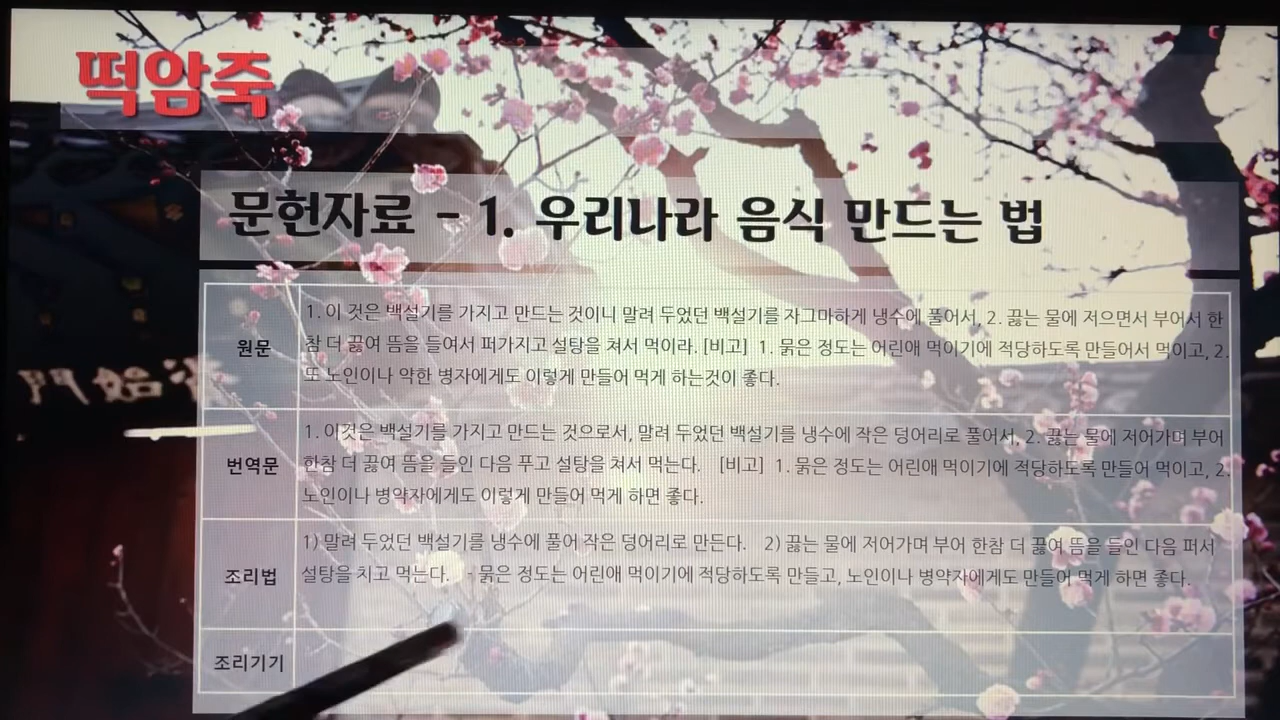 떡암죽
문헌자료 - 1. 우리나라 음식 만드는 법
원문
1. 이 것은 백설기를 가지고 만드는 것이니 말려 두었던 백설기를 자그마하게 냉수에 풀어서, 2. 끓는 물에 저으면서 부어서 한
참 더 끓여 뜸을 들여서 퍼가지고 설탕을 쳐서 먹이라. [비고] 1. 묽은 정도는 어린애 먹이기에 적당하도록 만들어서 먹이고, 2.
또 노인이나 약한 병자에게도 이렇게 만들어 먹게 하는것이 좋다.
번역문
1. 이것은 백설기를 가지고 만드는 것으로서, 말려 두었던 백설기를 냉수에 작은 덩어리로 풀어서, 2. 끓는 물에 저어가며 부어
한참 더 끓여 뜸을 들인 다음 푸고 설탕을 쳐서 먹는다. [비고] 1. 묽은 정도는 어린애 먹이기에 적당하도록 만들어 먹이고, 2.
노인이나 병약자에게도 이렇게 만들어 먹게 하면 좋다.
조리법
1) 말려 두었던 백설기를 냉수에 풀어 작은 덩어리로 만든다. 2) 끓는 물에 저어가며 부어 한참 더 끓여 뜸을 들인 다음 퍼서
설탕을 치고 먹는다. - 묽은 정도는 어린애 먹이기에 적당하도록 만들고, 노인이나 병약자에게도 만들어 먹게 하면 좋다.
조리기기